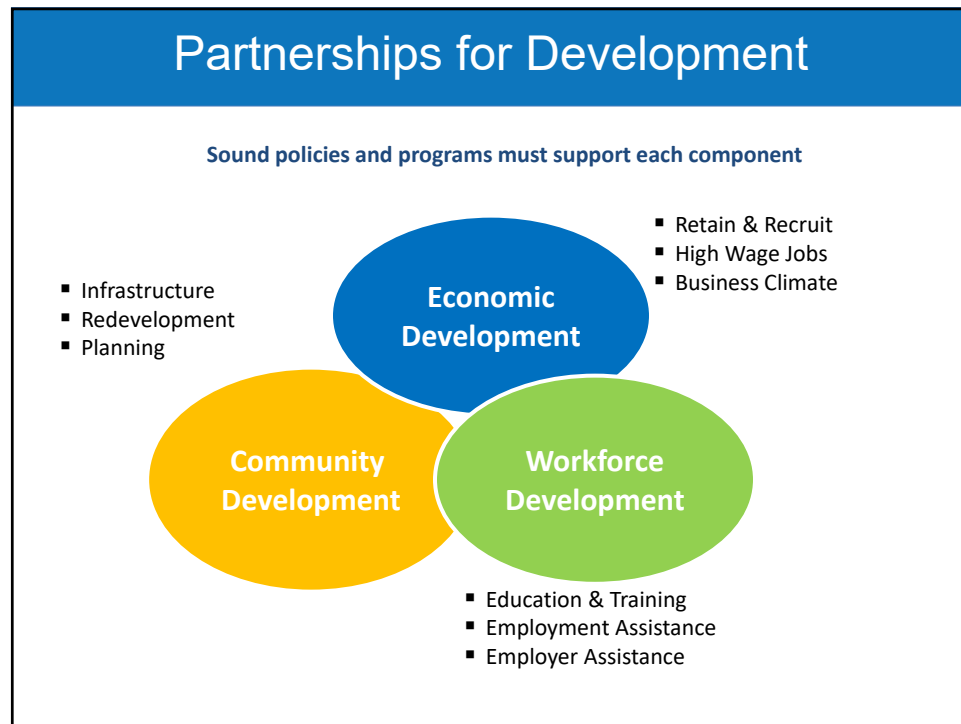 Partnerships for Development
Sound policies and programs must support each component
▪ Retain & Recruit
▪ High Wage Jobs
▪ Business Climate
▪ Infrastructure
▪ Redevelopment
▪ Planning
Economic
Development
Community
Development
Workforce
Development
▪ Education & Training
▪ Employment Assistance
▪ Employer Assistance